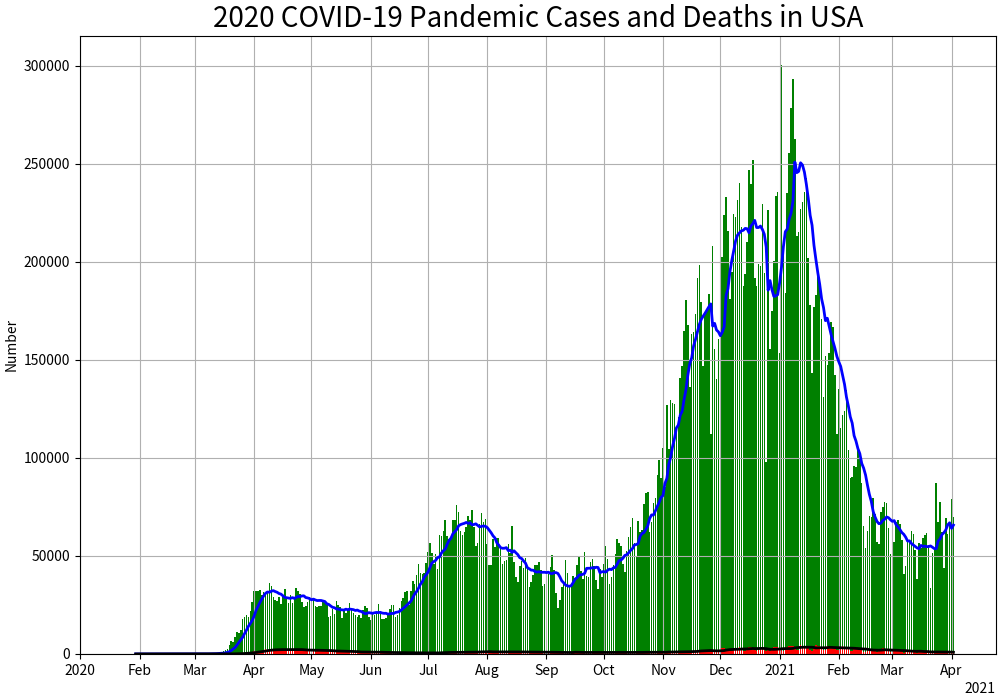 2020 COVID-19 Pandemic Cases and Deaths in USA
300000
250000
200000
150000
100000
50000
0
Number
2020 Feb Mar Apr May Jun Jul Aug Sep Oct Nov Dec 2021 Feb Mar Apr
2021